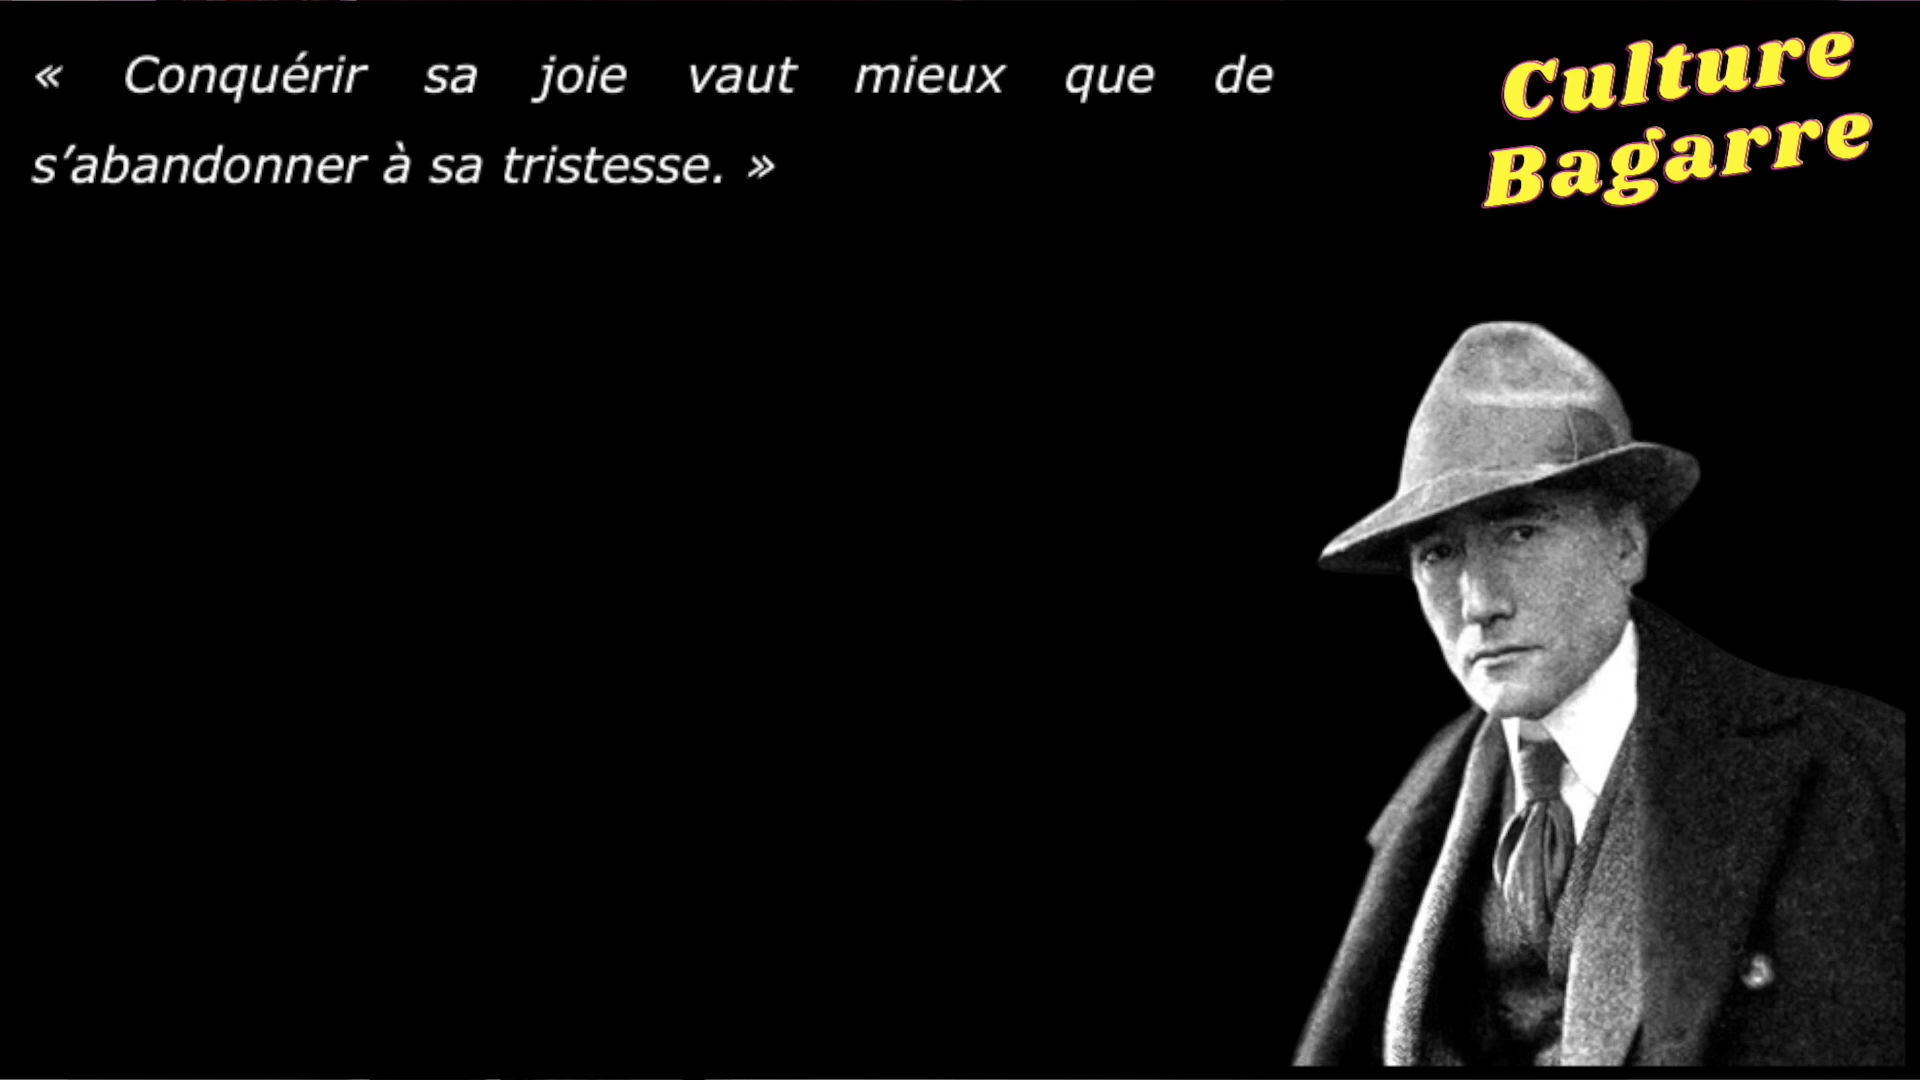 « Conquérir sa joie vaut mieux que de
s’abandonner à sa tristesse. »
Culture
Bagarre